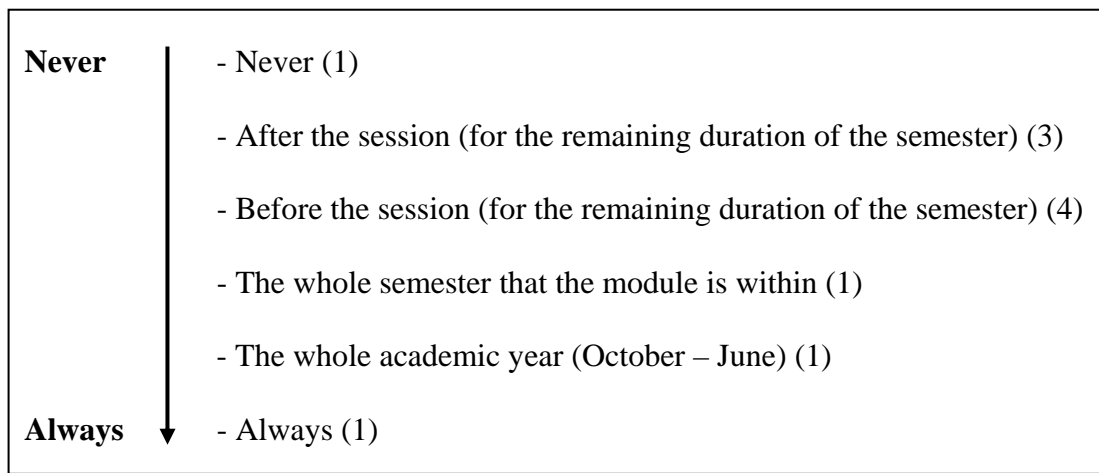 Never - Never (1)
- After the session (for the remaining duration of the semester) (3)
- Before the session (for the remaining duration of the semester) (4)
- The whole semester that the module is within (1)
- The whole academic year (October – June) (1)
Always - Always (1)